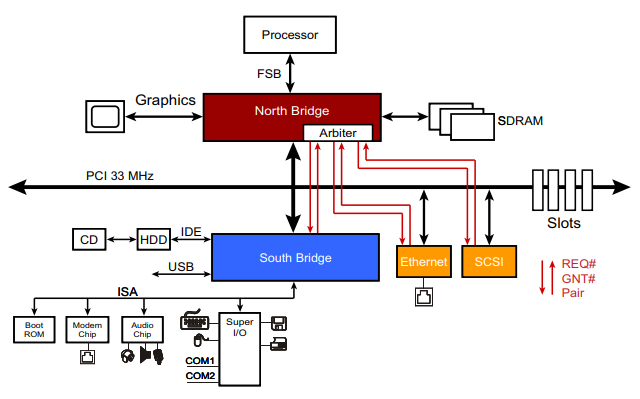 Processor
FSB
Graphics
North Bridge
Arbiter
SDRAM
PCI 33 MHz
Slots
CD
HDD
IDE
USB
South Bridge
Ethernet
SCSI
REQ#
GNT#
Pair
ISA
Boot
ROM
Modem
Chip
Audio
Chip
Super
I/O
COM1
COM2